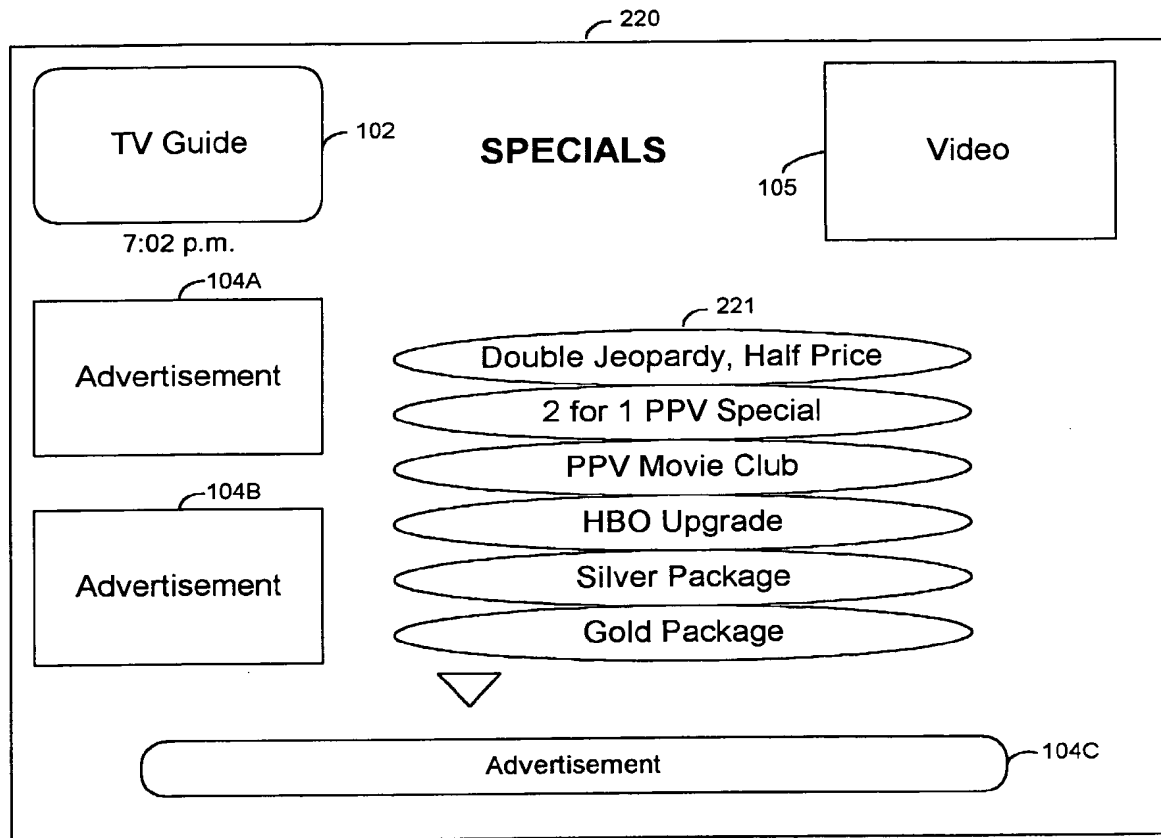 220
TV Guide
102
SPECIALS
Video
105
7:02 p.m.
104A
Advertisement
221
Double Jeopardy, Half Price
2 for 1 PPV Special
PPV Movie Club
HBO Upgrade
Silver Package
Gold Package
104B
Advertisement
Advertisement
104C